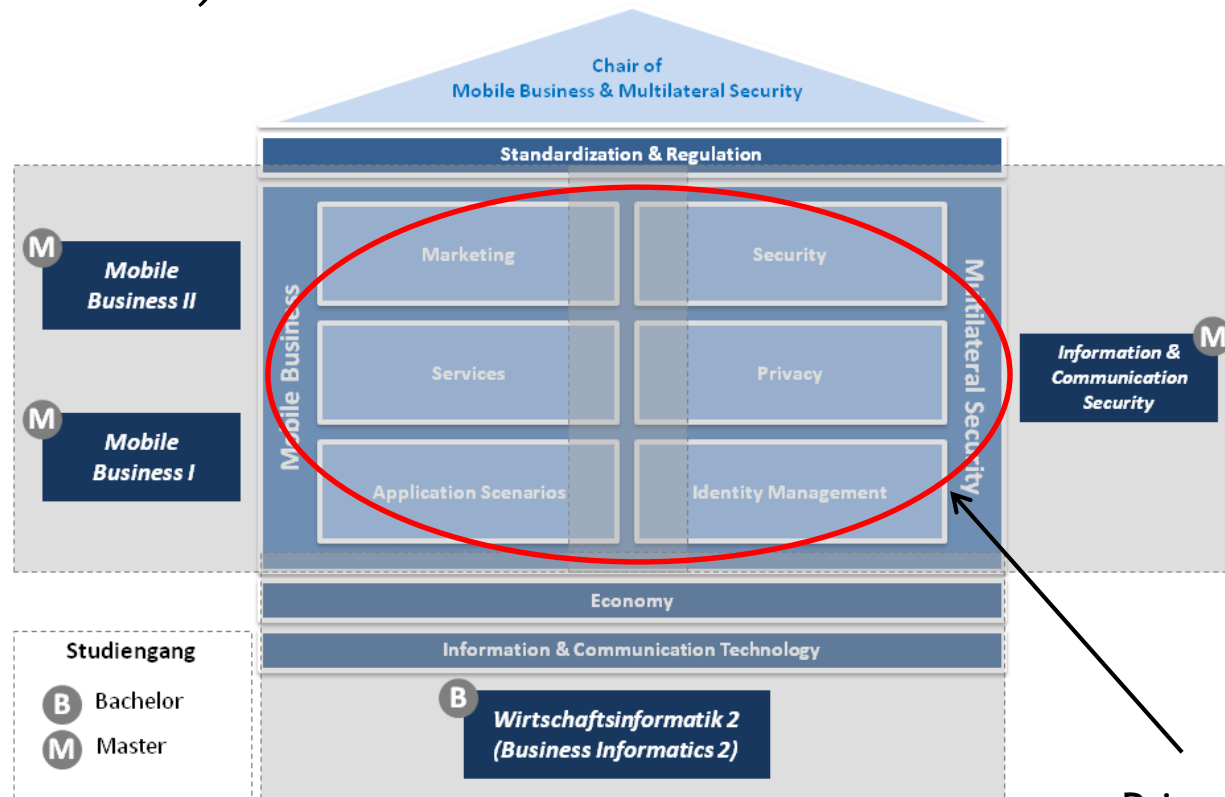 Chair of
Mobile Business & Multilateral Security
Standardization & Regulation
M
Mobile
Business II
M
Mobile
Business I
Mobile Business
Marketing
Security
Services
Privacy
Application Scenarios
Identity Management
Multilateral Security
M
Information &
Communication
Security
Economy
Information & Communication Technology
Studiengang
B Bachelor
M Master
B
Wirtschaftsinformatik 2
(Business Informatics 2)